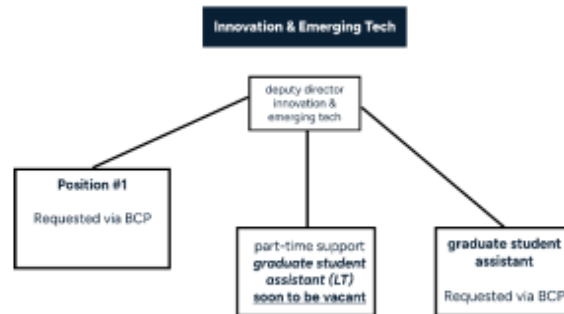 Innovation & Emerging Tech
deputy director
innovation &
emerging tech
Position #1
Requested via BCP
part-time support
graduate student
assistant (LT)
soon to be vacant
graduate student
assistant
Requested via BCP